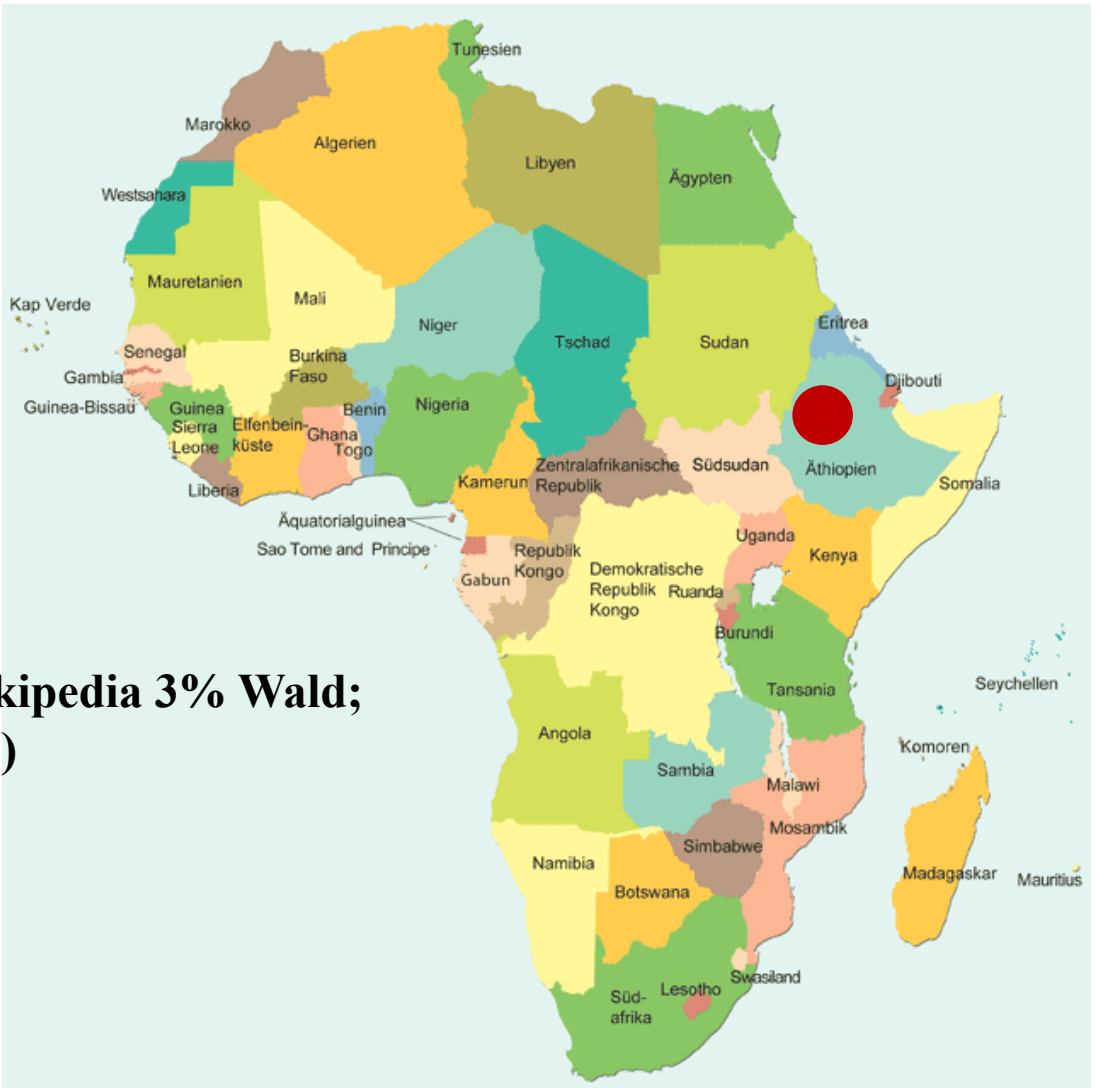 Tunesien
Marokko
Algerien
Libyen
Ägypten
Westsahara
Mauretanien
Mali
Kap Verde
Niger
Tschad
Sudan
Eritrea
Senegal
Burkina
Faso
Djibouti
Gambia
Guinea-Bissau
Guinea
Benin
Nigeria
Sierra
Leone
Elfenbein-
küste
Ghana
Togo
Zentralafrikanische
Republik
Südsudan
Äthiopien
Somalia
Kamerun
Liberia
Äquatorialguinea
Sao Tome and Principe
Uganda
Kenya
Republik
Kongo
Gabun
Demokratische
Republik
Kongo
Ruanda
Burundi
kipedia 3% Wald;
)
Tansania
Seychellen
Angola
Komoren
Sambia
Malawi
Mosambik
Simbabwe
Namibia
Botswana
Madagaskar
Mauritius
Swasiland
Lesotho
Süd-
afrika